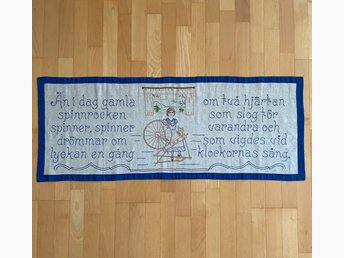 Än i dag gamla
spinnrocken
spinner, spinner
drömmar om
lyckan en gång
om två hjärtan
som slog för
varandra och
som vigdes vid
klockornas sång.